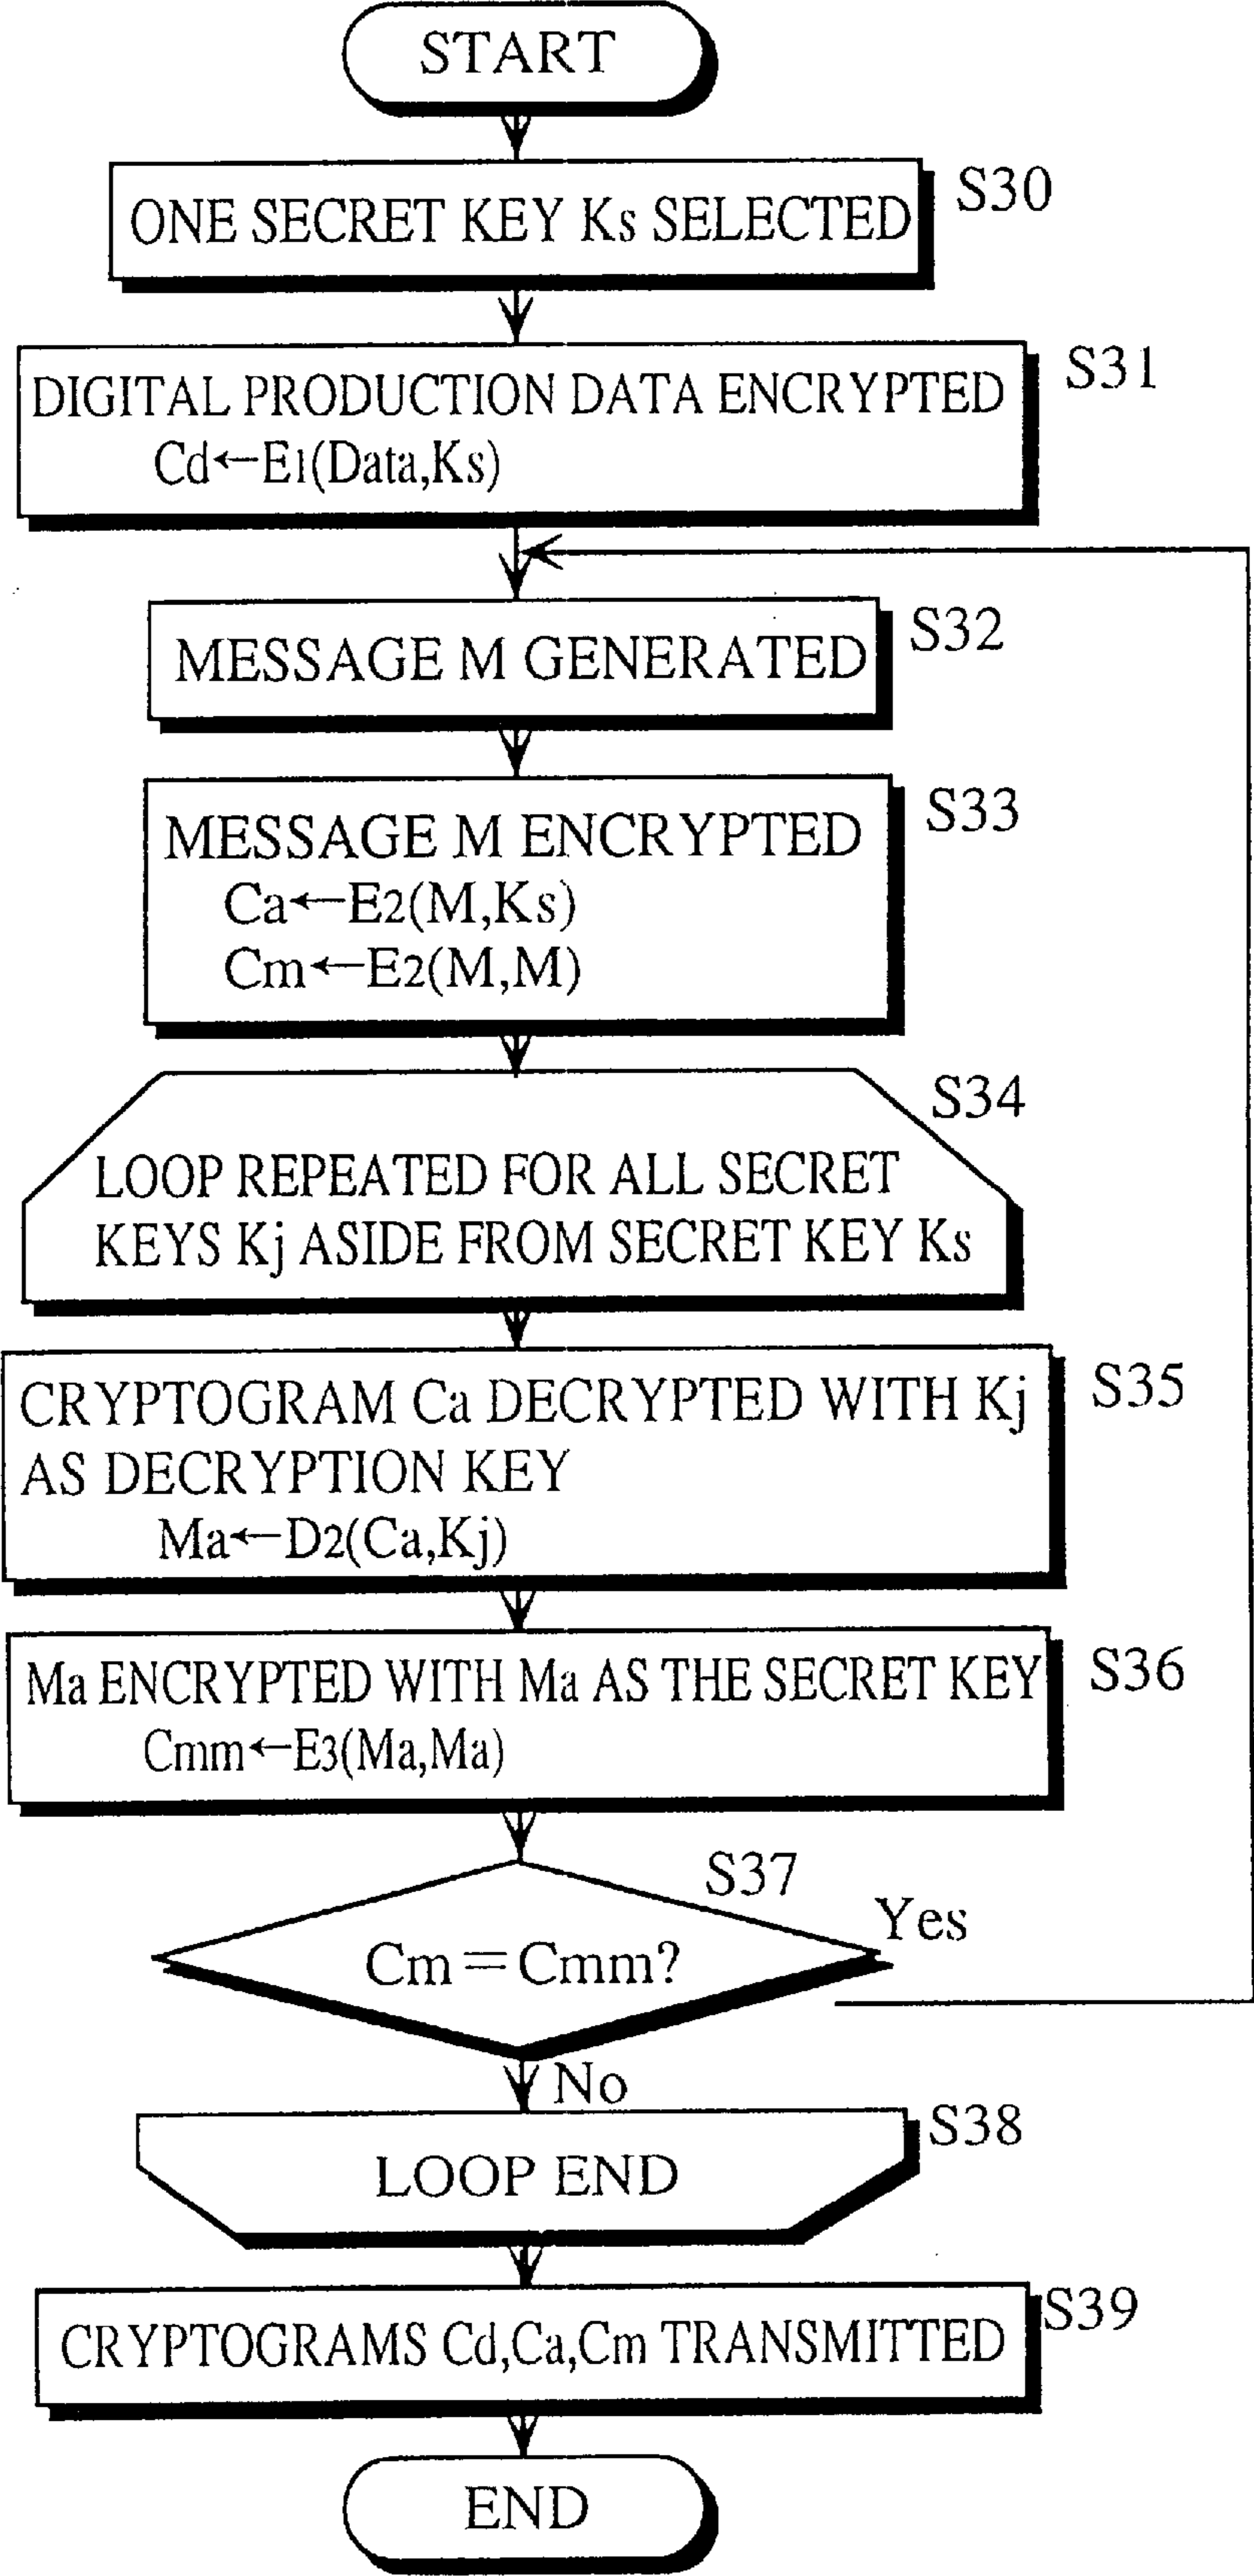 START
S30
ONE SECRET KEY Ks SELECTED
S31
DIGITAL PRODUCTION DATA ENCRYPTED
Cd←E1(Data,Ks)
S32
MESSAGE M GENERATED
S33
MESSAGE M ENCRYPTED
Ca←E2(M,Ks)
Cm←E2(M,M)
S34
LOOP REPEATED FOR ALL SECRET
KEYS Kj ASIDE FROM SECRET KEY Ks
S35
CRYPTOGRAM Ca DECRYPTED WITH Kj
AS DECRYPTION KEY
Ma←D2(Ca,Kj)
S36
Ma ENCRYPTED WITH Ma AS THE SECRET KEY
Cmm←E3(Ma,Ma)
S37
Yes
Cm=Cmm?
No
S38
LOOP END
S39
CRYPTOGRAMS Cd,Ca,Cm TRANSMITTED
END